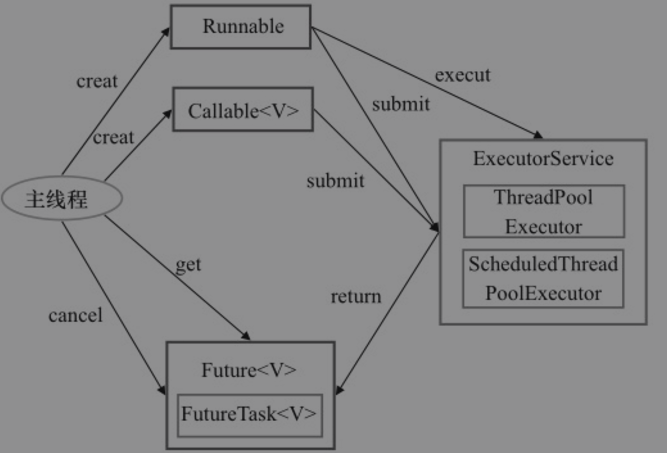 Runnable
execut
creat
submit
Callable<V>
creat
ExecutorService
submit
ThreadPool
Executor
主线程
ScheduledThread
PoolExecutor
get
return
cancel
Future<V>
FutureTask<V>